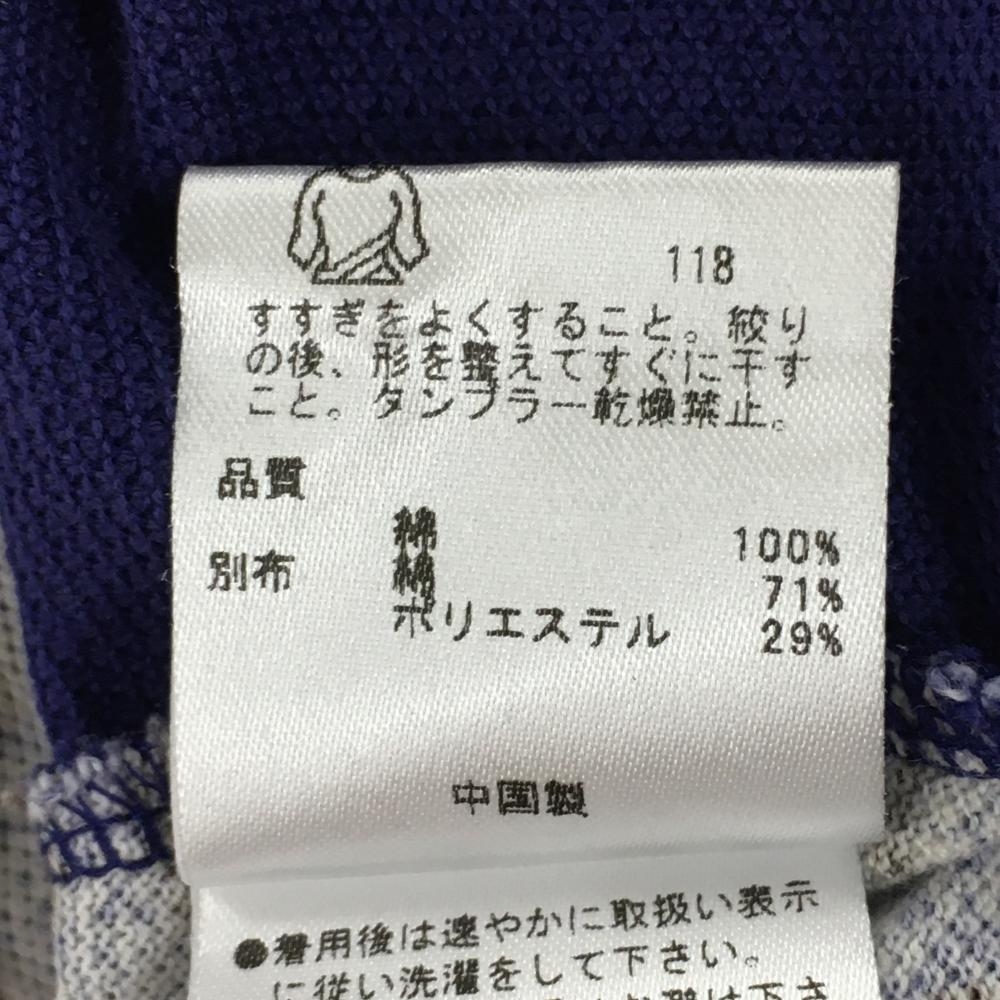 118
すすぎをよくすること。絞り
の後、形を整えてすぐに干す
こと。タンブラー乾燥禁止。
品質
綿 100%
別布 綿 71%
ポリエステル 29%
中国製
●着用後は速やかに取扱い表示
に従い洗濯をして下さい。